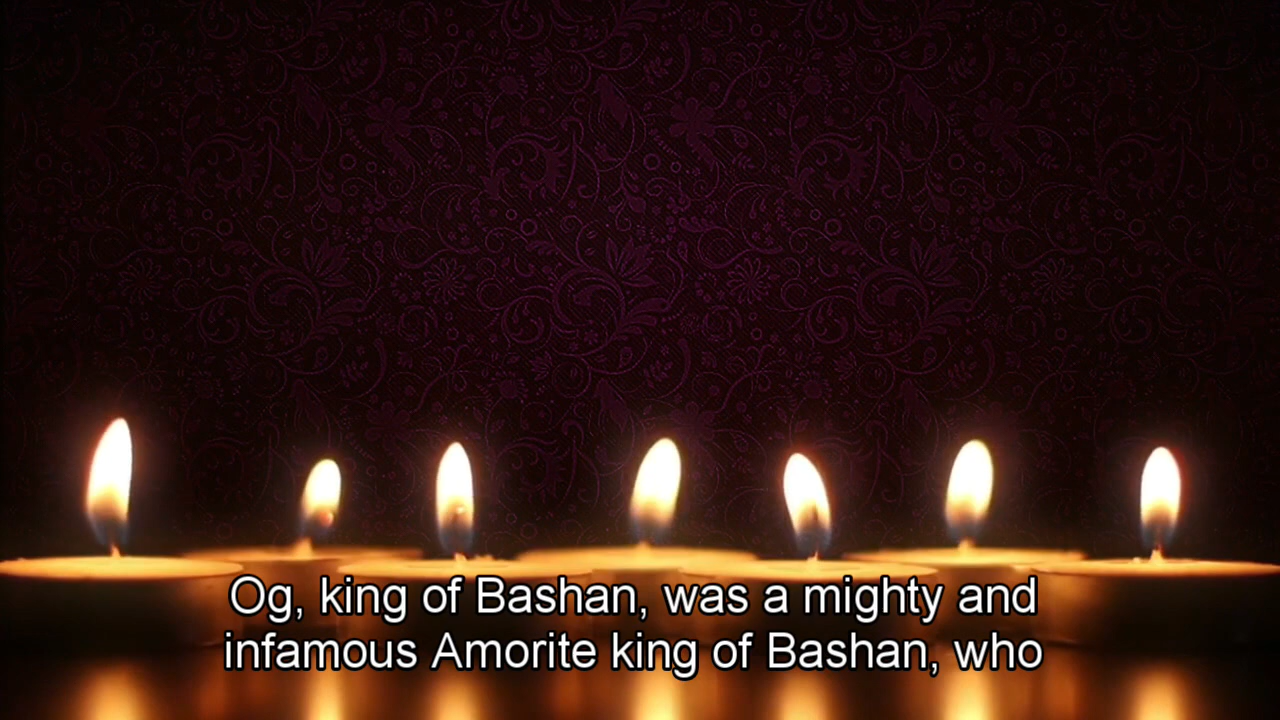 Og, king of Bashan, was a mighty and
infamous Amorite king of Bashan, who